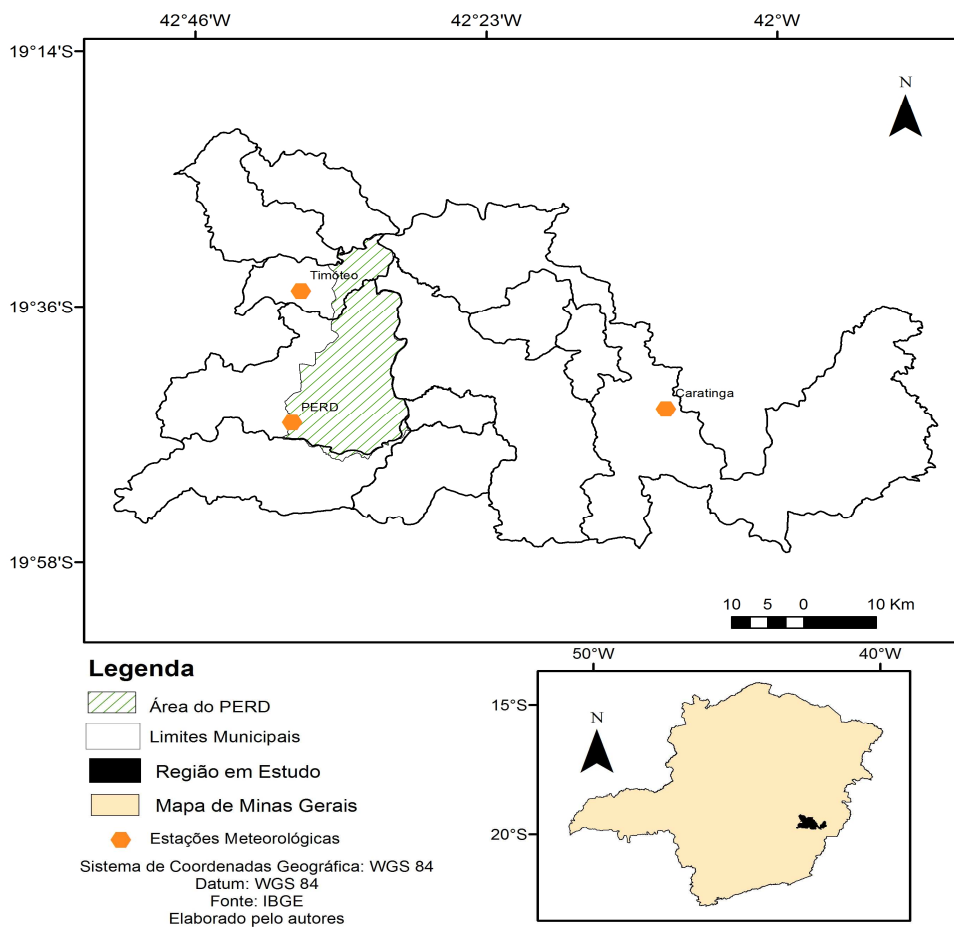 42°46'W
42°23'W
42°W
19°14'S
N
Timóteo
19°36'S
Caratinga
PERD
19°58'S
10 5 0 10 Km
Legenda
Área do PERD
Limites Municipais
Região em Estudo
Mapa de Minas Gerais
Estações Meteorológicas
Sistema de Coordenadas Geográfica: WGS 84
Datum: WGS 84
Fonte: IBGE
Elaborado pelo autores
50°W
40°W
15°S
N
20°S